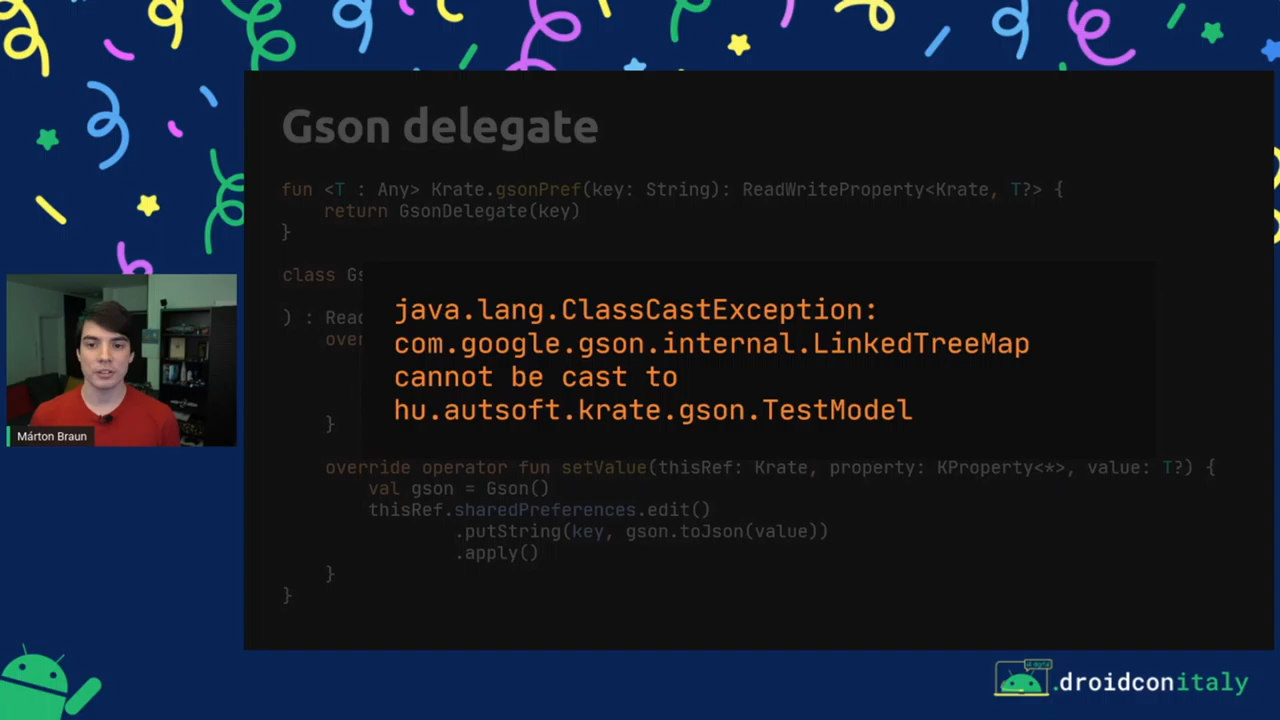 Gson delegate
fun <T : Any> Krate.gsonPref(key: String): ReadWriteProperty<Krate, T?> {
return GsonDelegate(key)
}
class Gs
) : Read
over
java.lang.ClassCastException:
com.google.gson.internal.LinkedTreeMap
cannot be cast to
hu.autsoft.krate.gson.TestModel
}
override operator fun setValue(thisRef: Krate, property: KProperty<*>, value: T?) {
val gson = Gson()
thisRef.sharedPreferences.edit()
.putString(key, gson.toJson(value))
.apply()
}
}
Márton Braun
.droidconitaly